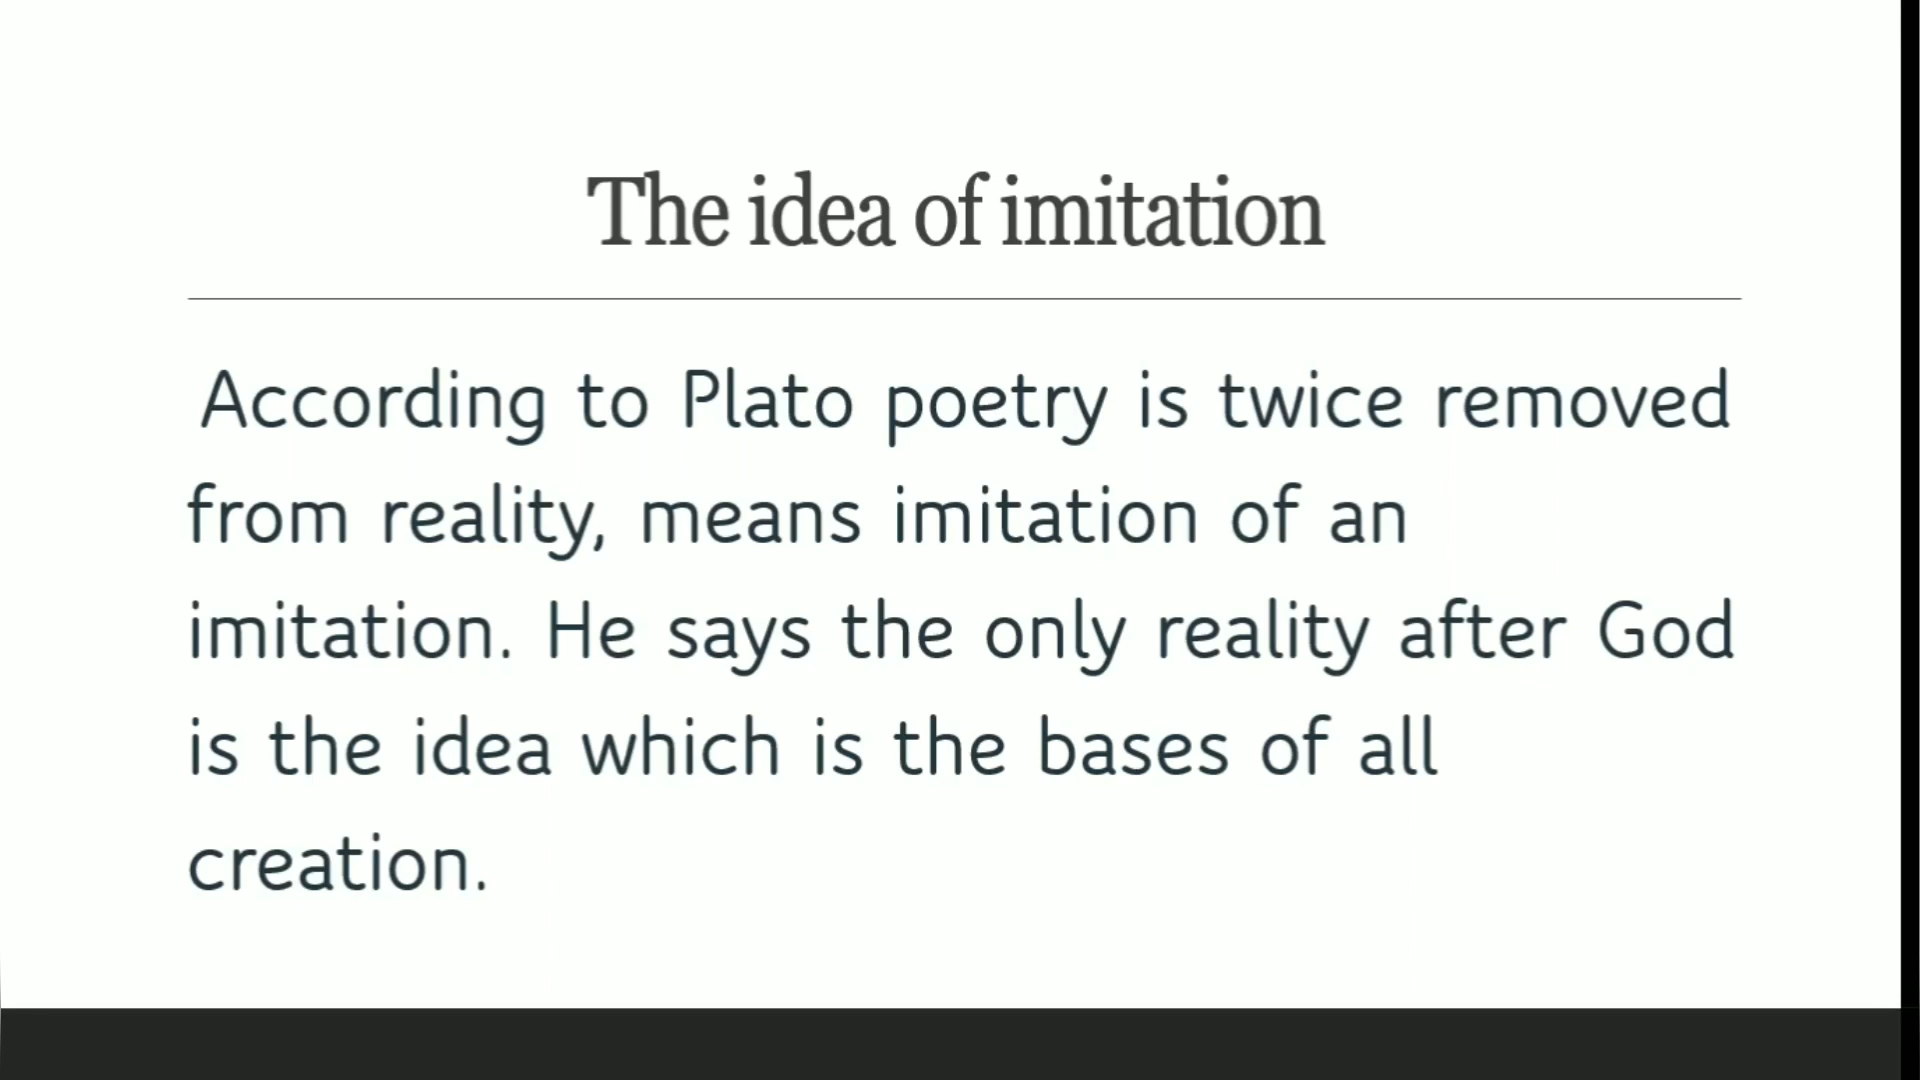 The idea of imitation
According to Plato poetry is twice removed
from reality, means imitation of an
imitation. He says the only reality after God
is the idea which is the bases of all
creation.